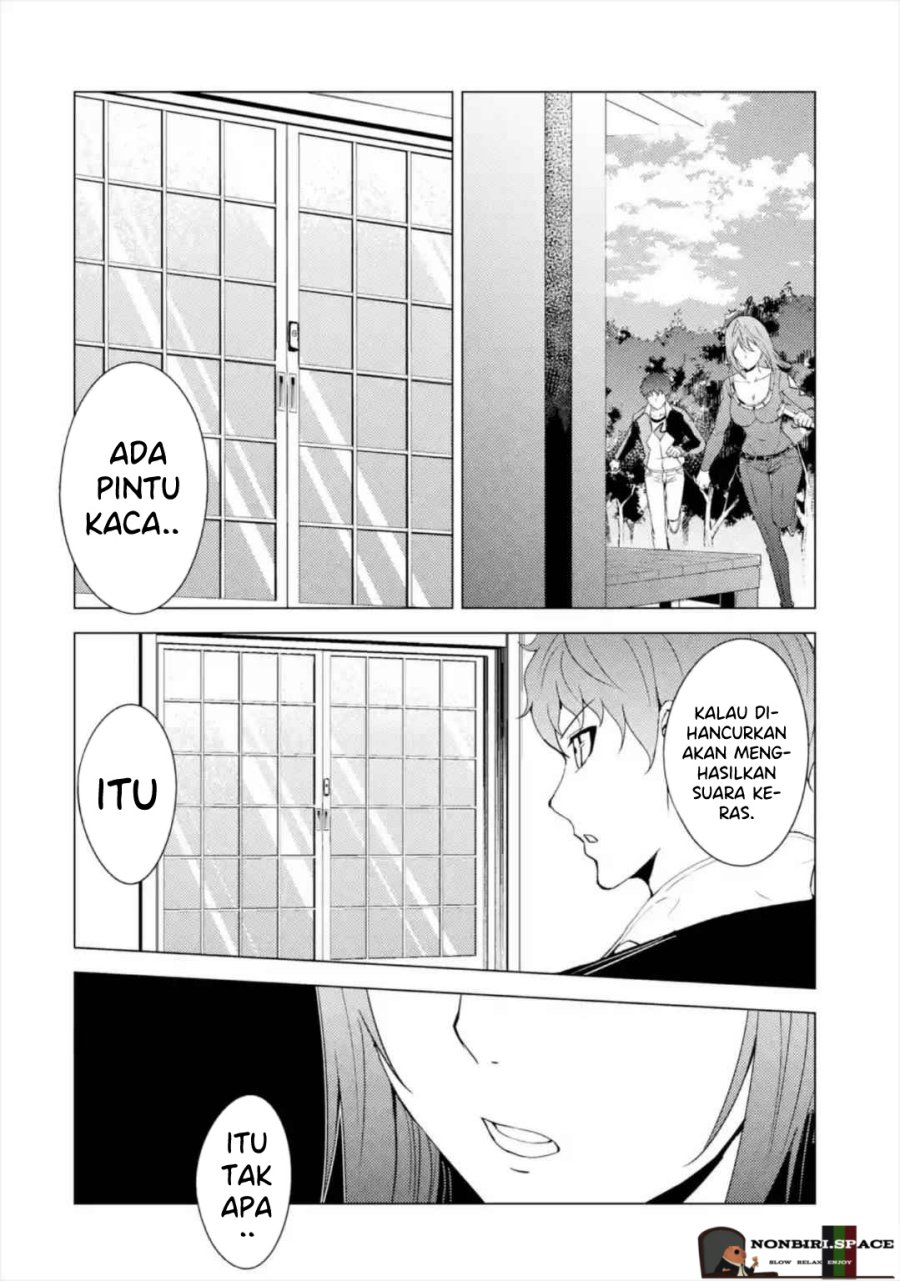 ADA
PINTU
KACA..
KALAU DI-
HANCURKAN
AKAN MENG-
HASILKAN
SUARA KE-
RAS.
ITU
ITU
TAK
APA
..
NONBIRI.SPACE
SLOW RELAX ENJOY